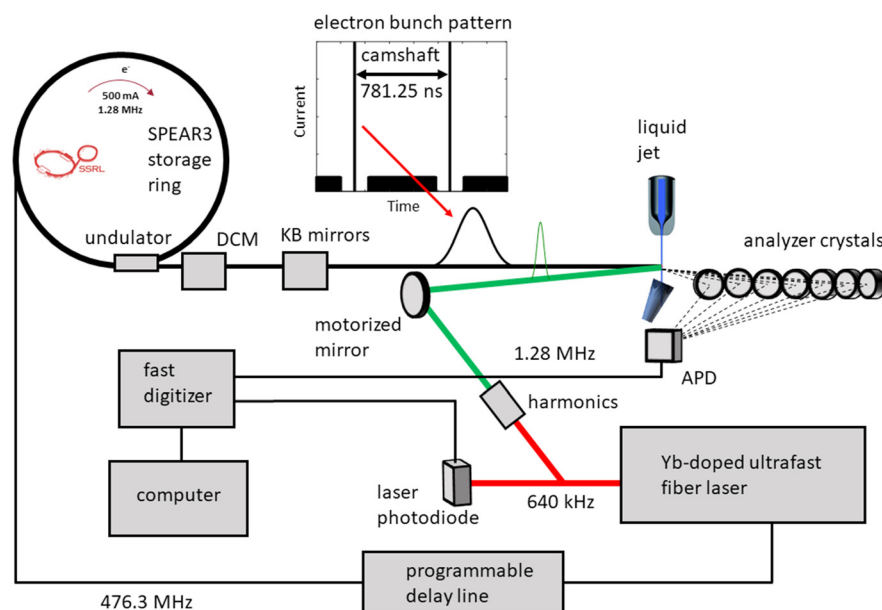 electron bunch pattern
camshaft
781.25 ns
Current
Time
e-
500 mA
1.28 MHz
SPEAR3
storage
ring
SSRL
undulator
DCM
KB mirrors
liquid
jet
analyzer crystals
motorized
mirror
1.28 MHz
APD
fast
digitizer
harmonics
computer
laser
photodiode
640 kHz
Yb-doped ultrafast
fiber laser
programmable
delay line
476.3 MHz